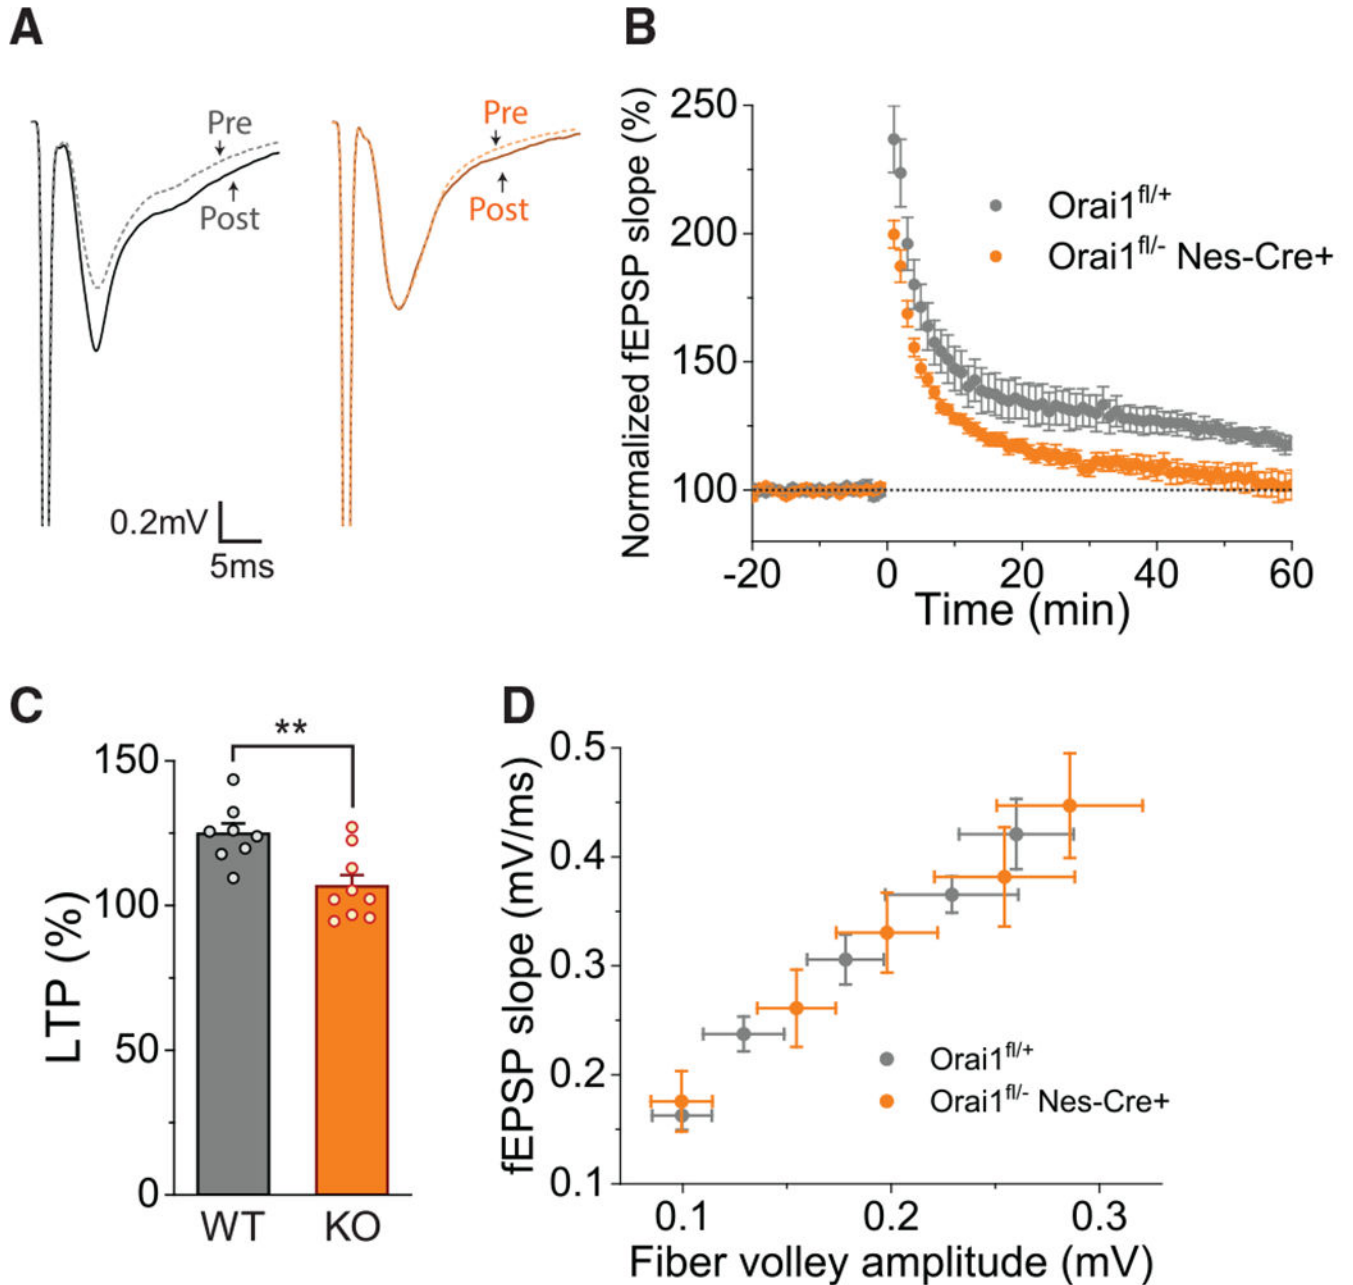 A
Pre
Post
Pre
Post
0.2mV
5ms
B
Normalized fEPSP slope (%)
250
200
150
100
Orai1fl/+
Orai1fl/- Nes-Cre+
-20 0 20 40 60
Time (min)
C
LTP (%)
150
100
50
0
**
WT KO
D
fEPSP slope (mV/ms)
0.5
0.4
0.3
0.2
0.1
Orai1fl/+
Orai1fl/- Nes-Cre+
0.1 0.2 0.3
Fiber volley amplitude (mV)